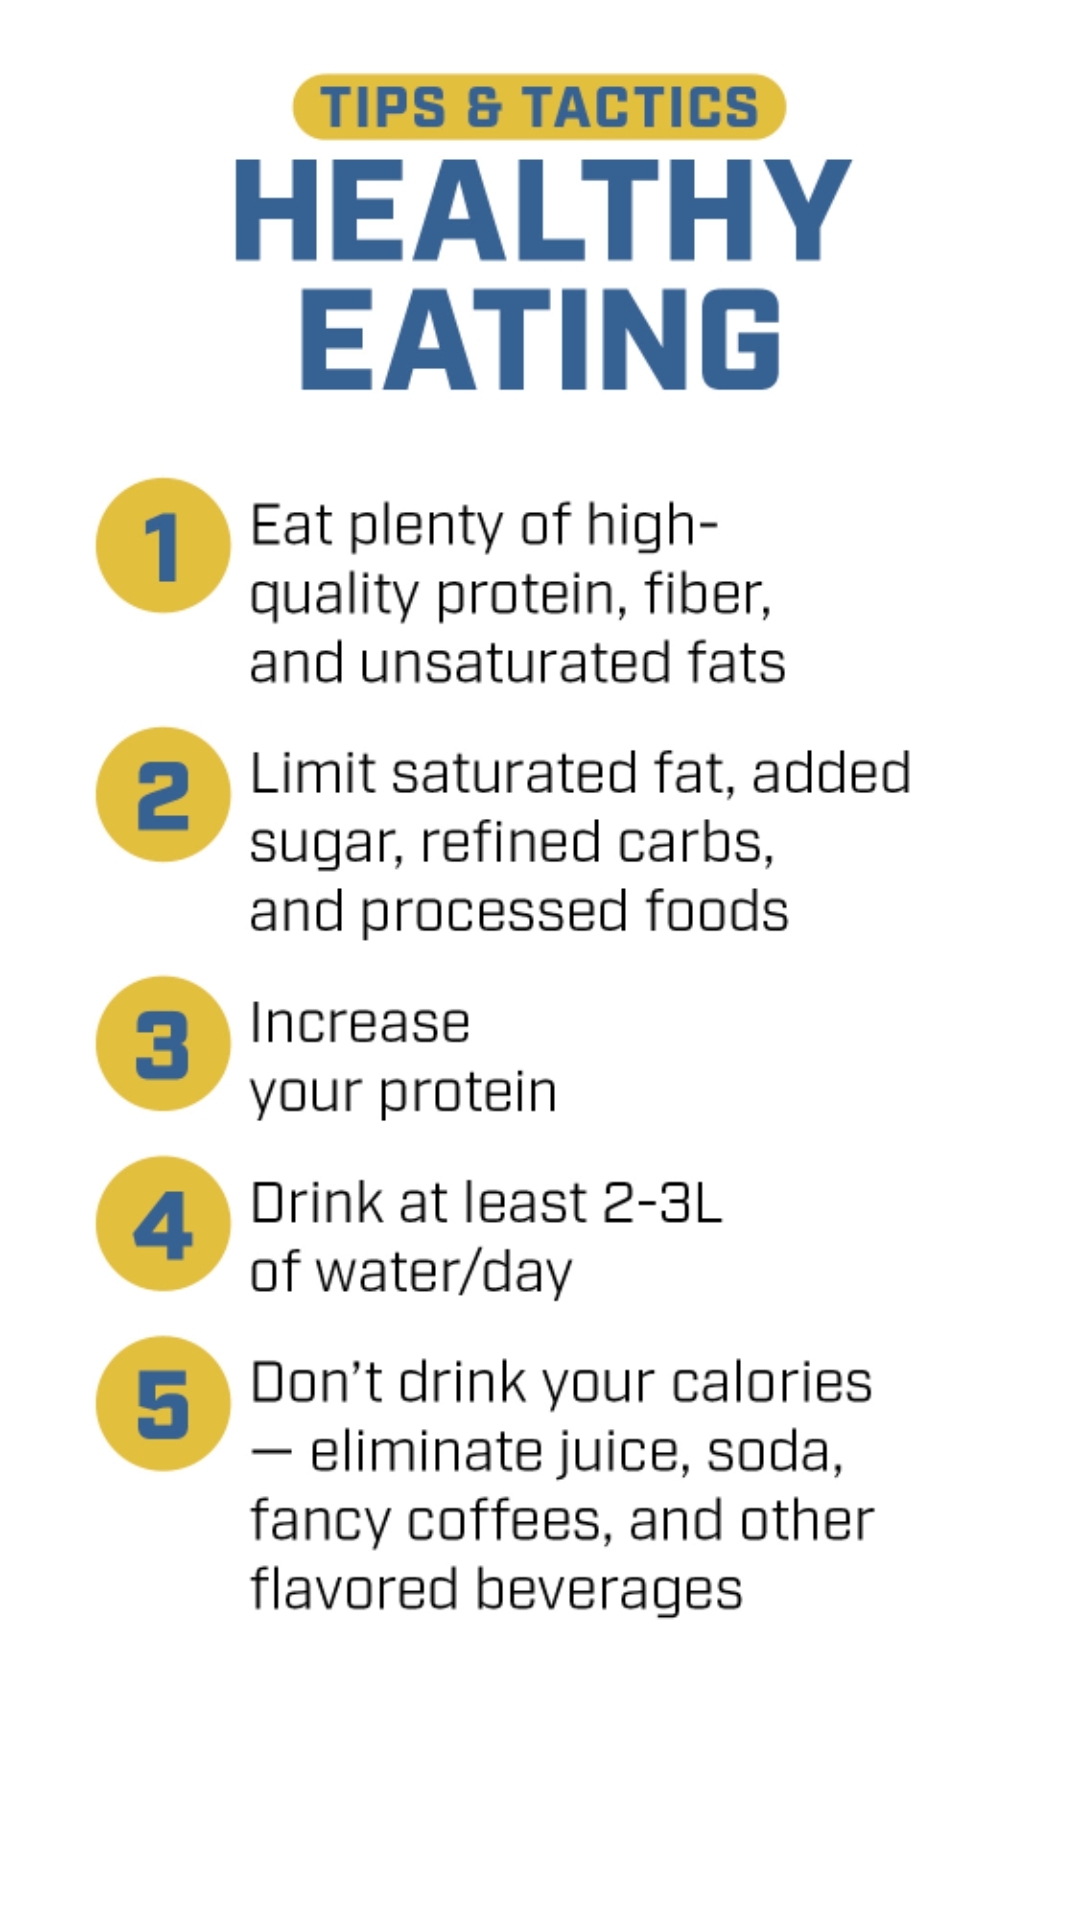 TIPS & TACTICS
HEALTHY
EATING
1 Eat plenty of high-
quality protein, fiber,
and unsaturated fats
2 Limit saturated fat, added
sugar, refined carbs,
and processed foods
3 Increase
your protein
4 Drink at least 2-3L
of water/day
5 Don’t drink your calories
— eliminate juice, soda,
fancy coffees, and other
flavored beverages